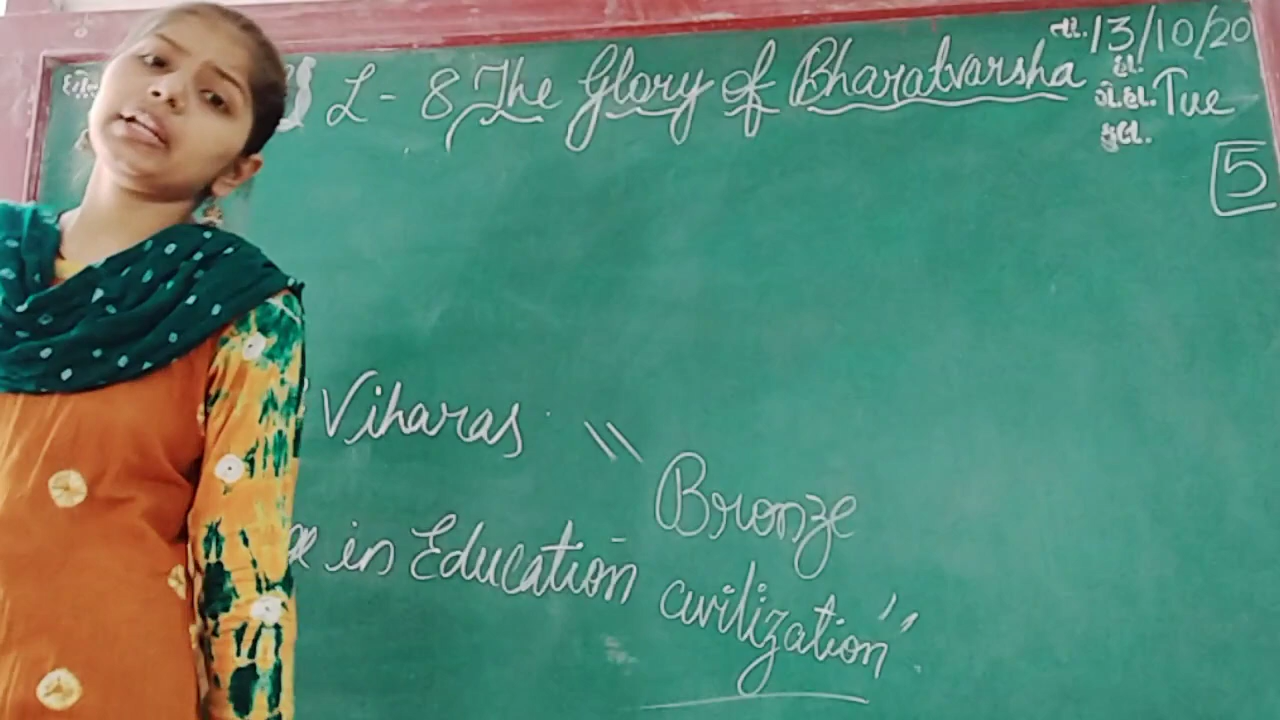 L - 8, The Glory of Bharatvarsha
તા. 13/10/20
હા.
ગે.હા. Tue
કુલ.
5
Viharas
in Education -
" Bronze
civilization"